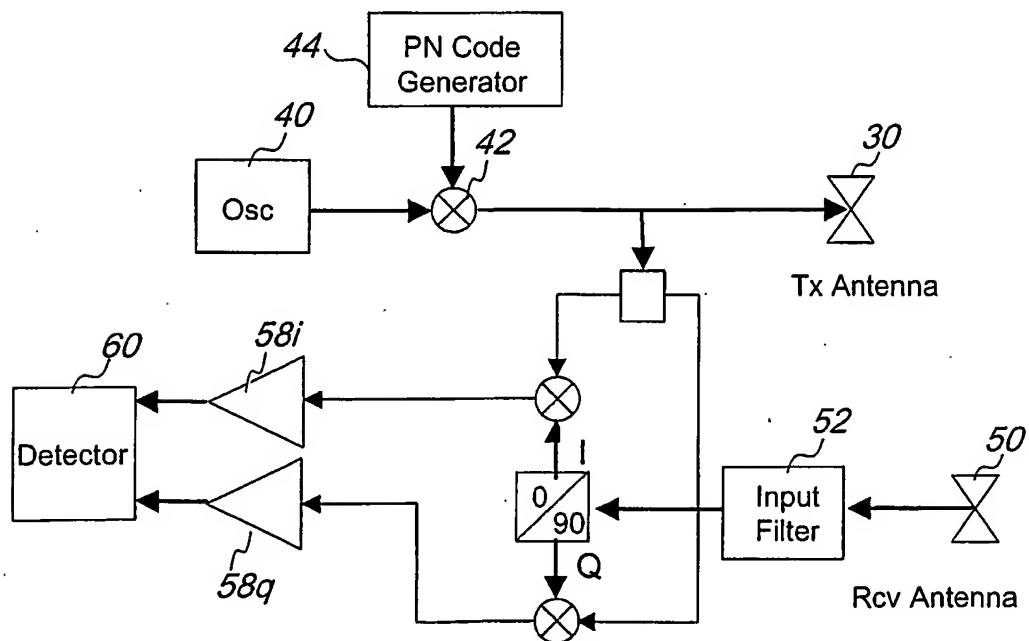 44
PN Code
Generator
40
42
30
Osc
Tx Antenna
58i
60
52
50
I
Detector
0
90
Input
Filter
Q
58q
Rcv Antenna